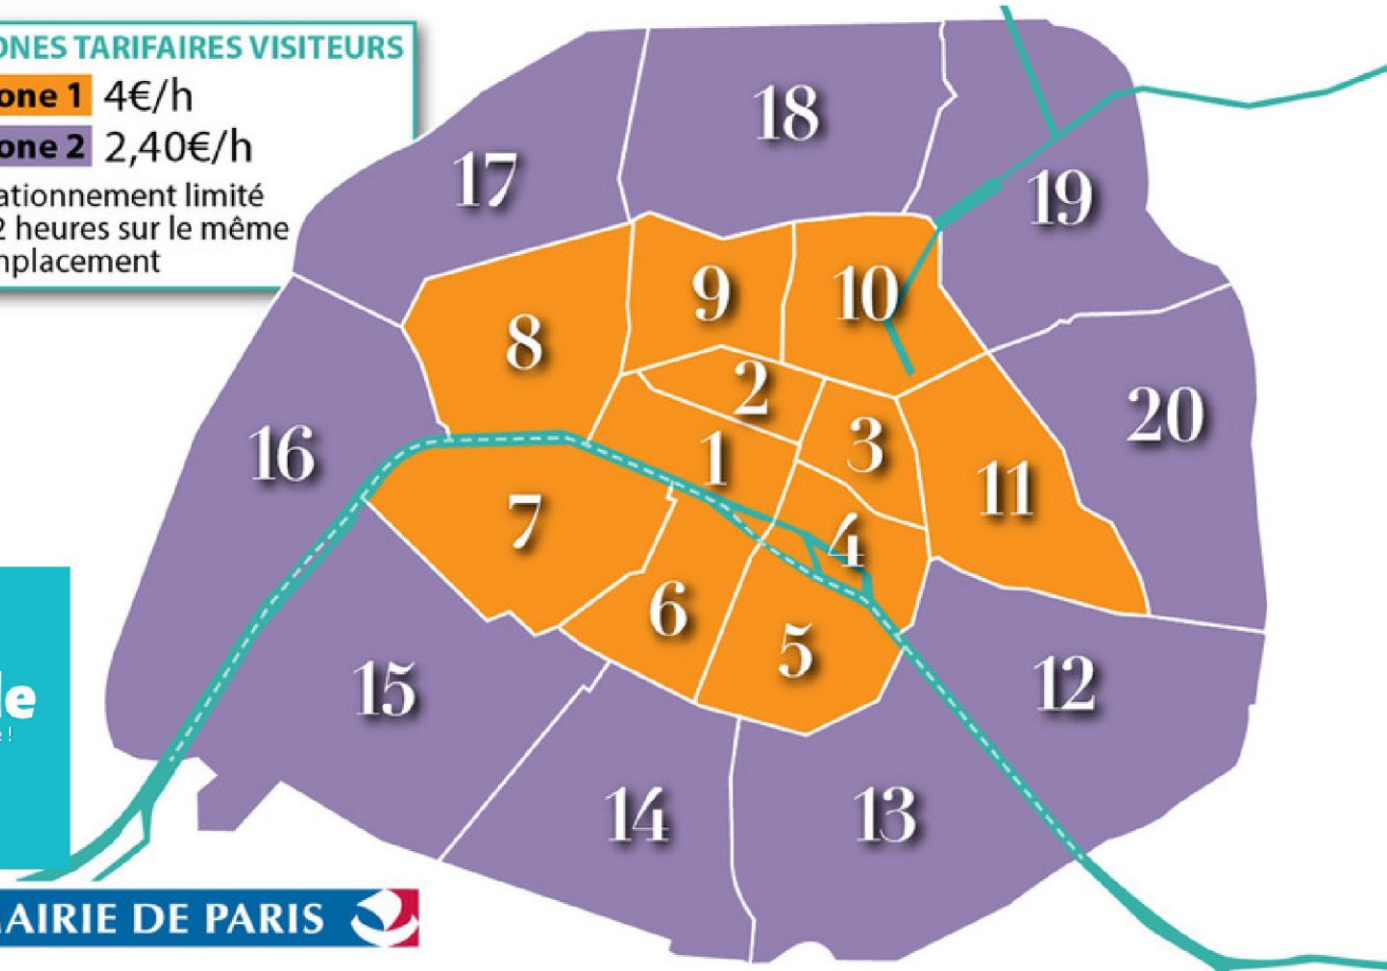 ONES TARIFAIRES VISITEURS
one 1 4€/h
one 2 2,40€/h
ationnement limité
2 heures sur le même
nplacement
18
17
19
9
10
8
2
20
3
16
1
11
7
4
6
5
12
15
14
13
le
e!
MAIRIE DE PARIS